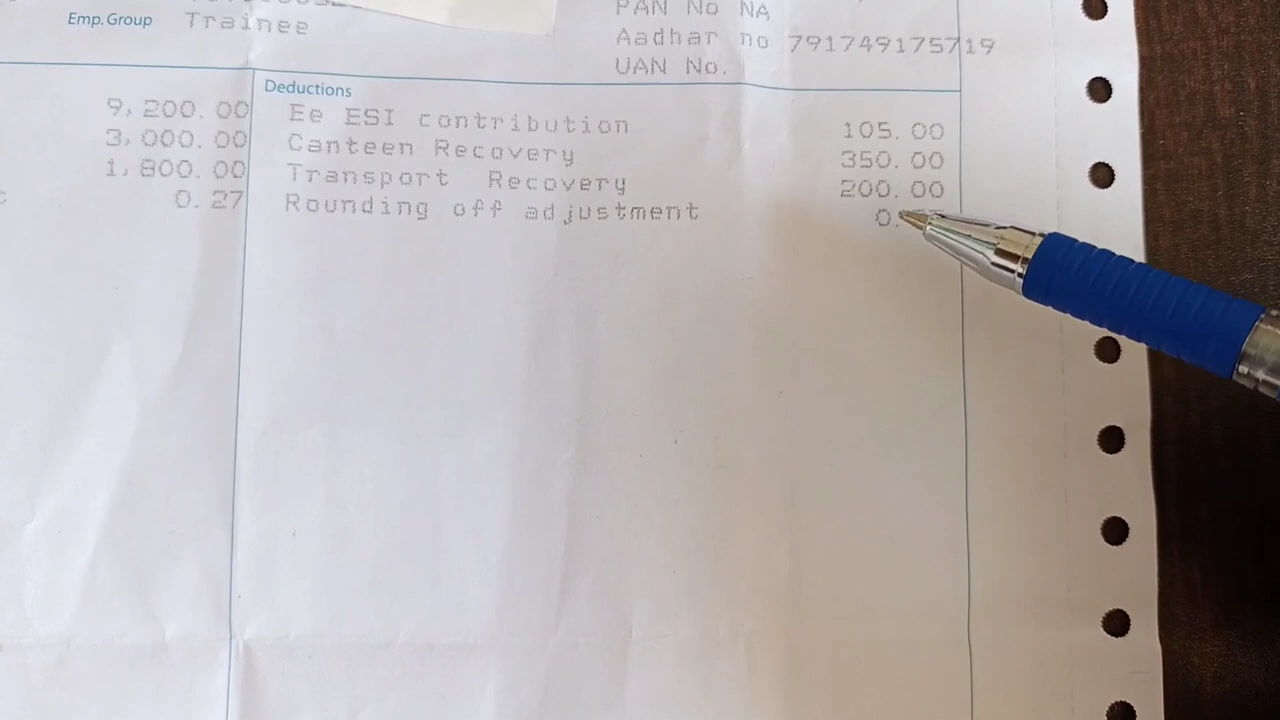 PAN No NA
Emp. Group Trainee
Aadhar no 791749175719
UAN No.
Deductions
9,200.00 Ee ESI contribution 105.00
3,000.00 Canteen Recovery 350.00
1,800.00 Transport Recovery 200.00
0.27 Rounding off adjustment 0.